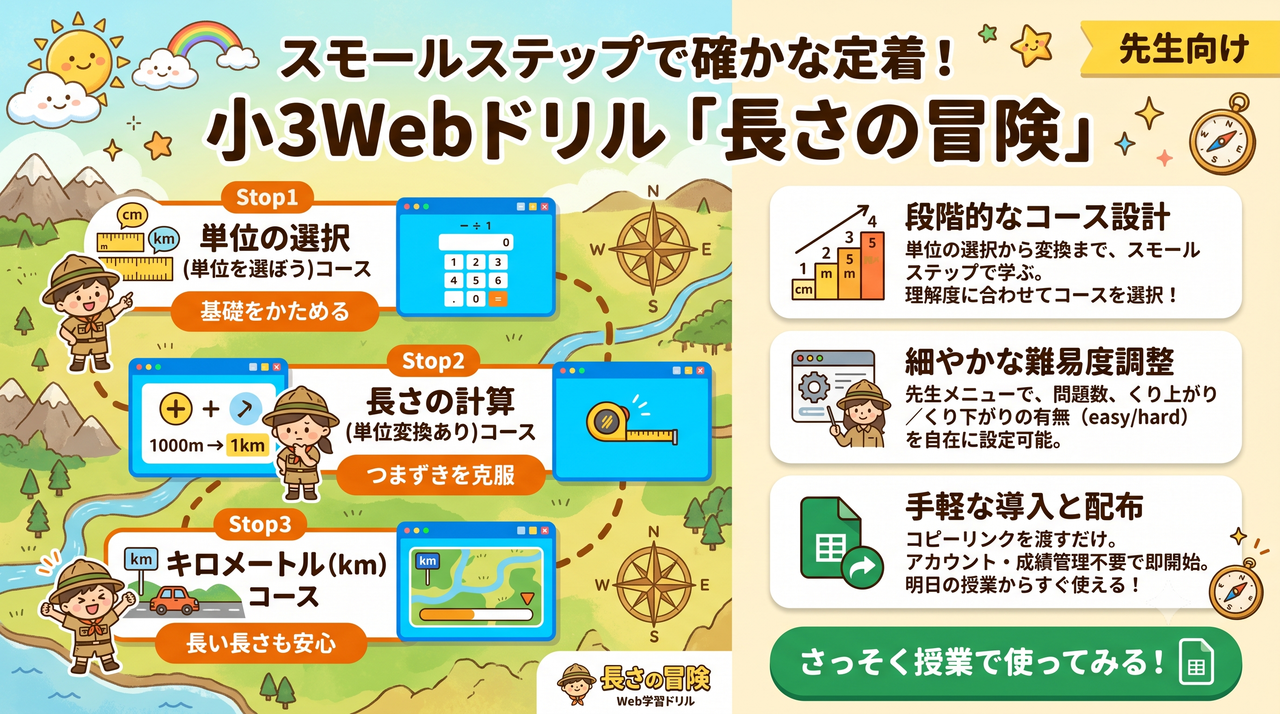 スモールステップで確かな定着！
小3Webドリル「長さの冒険」
先生向け
Stop1
cm
km
m
単位の選択
(単位を選ぼう)コース
基礎をかためる
− ÷ 1
0
1 2 3
4 5 6
. 0 =
N
W E
S
Stop2
+ +
1000m→1km
長さの計算
(単位変換あり)コース
つまずきを克服
Stop3
km
キロメートル(km)
コース
長い長さも安心
km
N
W E
S
長さの冒険
Web学習ドリル
N
W E
S
1 2 3 4
cm m 5 m 5
段階的なコース設計
単位の選択から変換まで、スモール
ステップで学ぶ。
理解度に合わせてコースを選択！
細やかな難易度調整
先生メニューで、問題数、くり上がり
／くり下がりの有無（easy/hard）
を自在に設定可能。
手軽な導入と配布
コピーリンクを渡すだけ。
アカウント・成績管理不要で即開始。
明日の授業からすぐ使える！
さっそく授業で使ってみる！